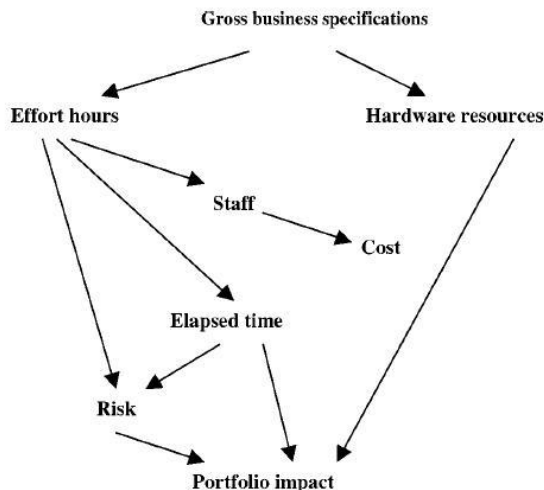 Gross business specifications
Effort hours
Hardware resources
Staff
Cost
Elapsed time
Risk
Portfolio impact